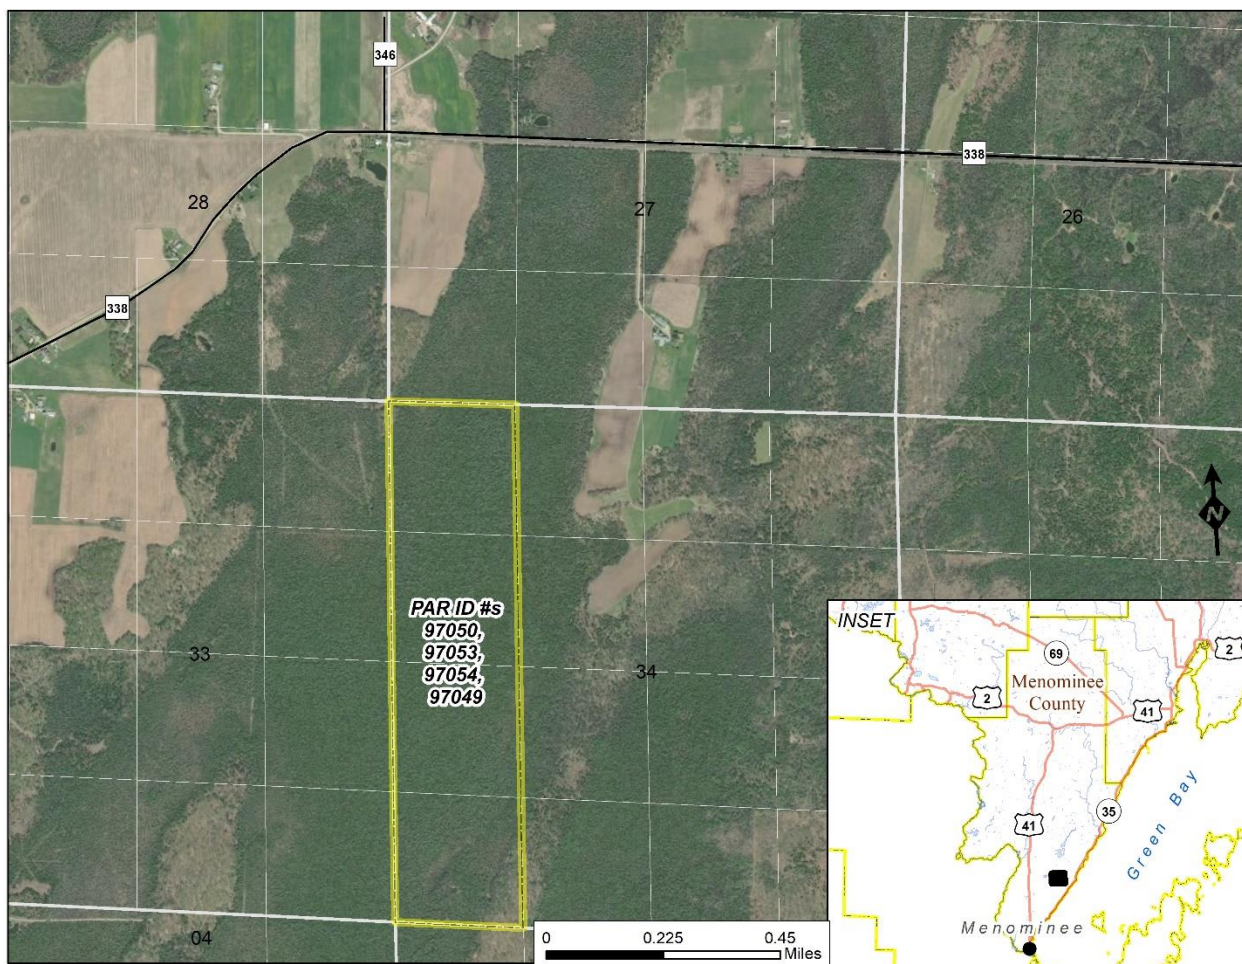 346
338
28
27
26
338
PAR ID #s
97050,
97053,
97054,
97049
33
34
N
04
0
0.225
0.45
Miles
INSET
69
2
2
Menominee
County
41
41
35
Green Bay
Menominee